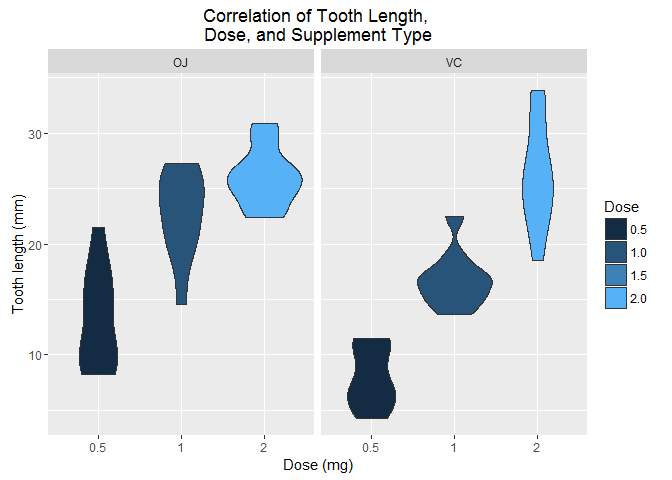 Correlation of Tooth Length,
Dose, and Supplement Type
OJ VC
Tooth length (mm)
30
20
10
0.5 1 2 0.5 1 2
Dose (mg)
Dose
0.5
1.0
1.5
2.0